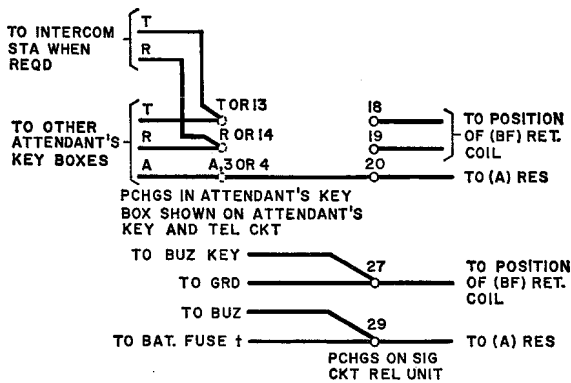 TO INTERCOM
STA WHEN
REQD
T
R
TO OTHER
ATTENDANT'S
KEY BOXES
T
R
A
T OR 13
R OR 14
A,3 OR 4
18
19
20
TO POSITION
OF (BF) RET.
COIL
TO (A) RES
PCHGS IN ATTENDANT'S KEY
BOX SHOWN ON ATTENDANT'S
KEY AND TEL CKT
TO BUZ KEY
TO GRD
27
TO POSITION
OF (BF) RET.
COIL
TO BUZ
TO BAT. FUSE †
29
TO (A) RES
PCHGS ON SIG
CKT REL UNIT